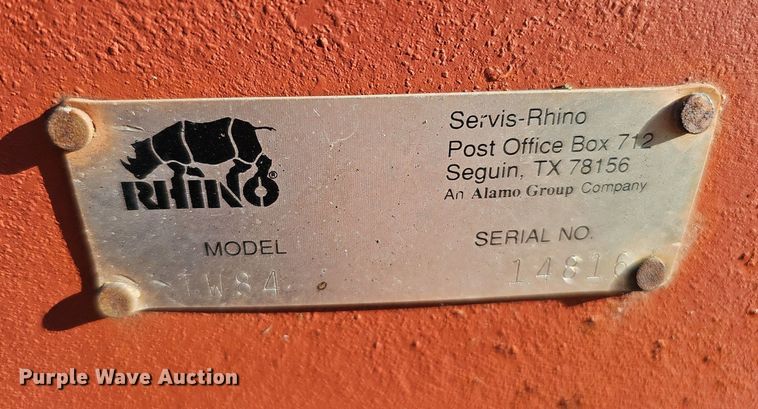 RHINO®
Servis-Rhino
Post Office Box 712
Seguin, TX 78156
An Alamo Group Company
MODEL
SERIAL NO.
TW84
14816
Purple Wave Auction